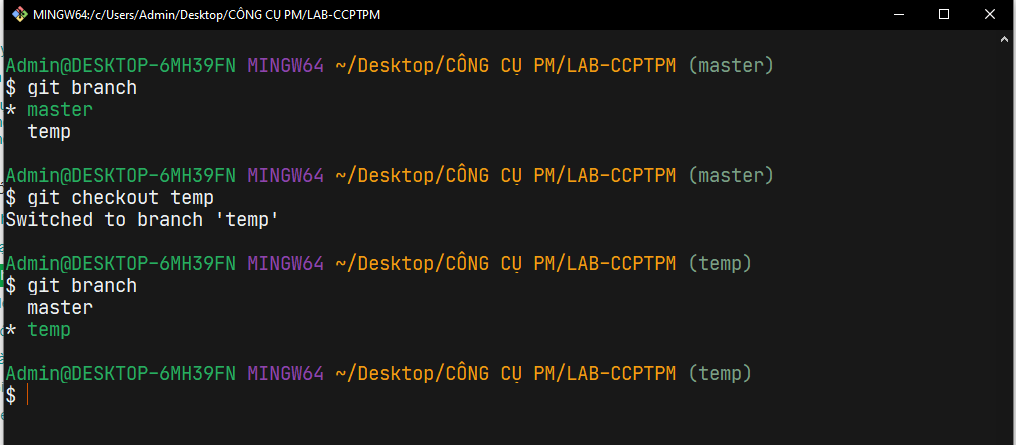 MINGW64:/c/Users/Admin/Desktop/CÔNG CỤ PM/LAB-CCPTPM
Admin@DESKTOP-6MH39FN MINGW64 ~/Desktop/CÔNG CỤ PM/LAB-CCPTPM (master)
$ git branch
* master
  temp
Admin@DESKTOP-6MH39FN MINGW64 ~/Desktop/CÔNG CỤ PM/LAB-CCPTPM (master)
$ git checkout temp
Switched to branch 'temp'
Admin@DESKTOP-6MH39FN MINGW64 ~/Desktop/CÔNG CỤ PM/LAB-CCPTPM (temp)
$ git branch
  master
* temp
Admin@DESKTOP-6MH39FN MINGW64 ~/Desktop/CÔNG CỤ PM/LAB-CCPTPM (temp)
$